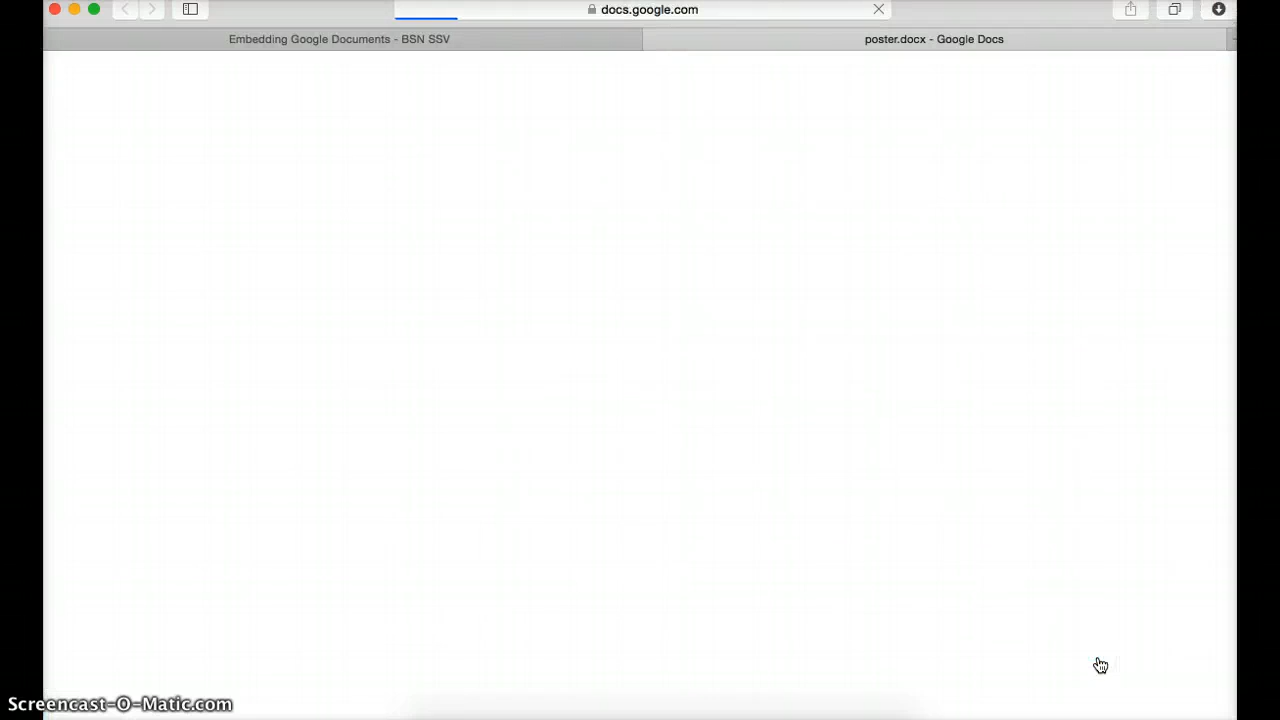 docs.google.com
Embedding Google Documents - BSN SSV
poster.docx - Google Docs
Screencast-O-Matic.com